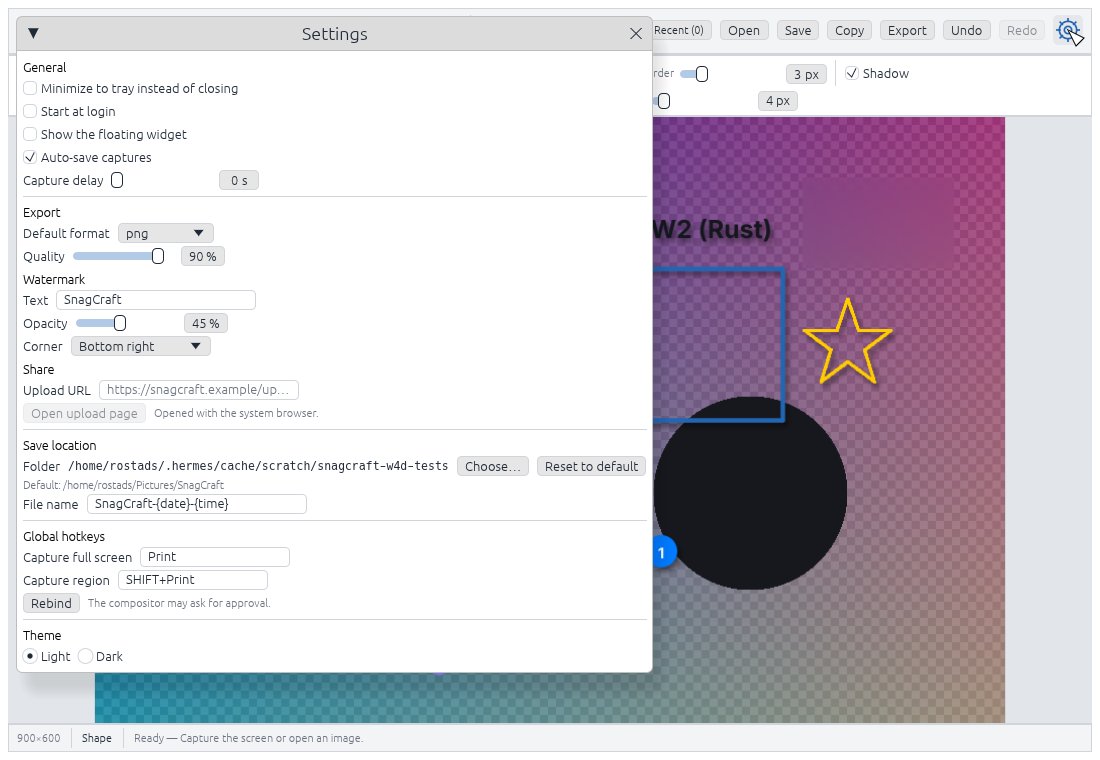 Settings
Recent (0) Open Save Copy Export Undo Redo
3 px Shadow
4 px
General
Minimize to tray instead of closing
Start at login
Show the floating widget
Auto-save captures
Capture delay 0 s
Export
Default format png
Quality 90 %
Watermark
Text SnagCraft
Opacity 45 %
Corner Bottom right
Share
Upload URL https://snagcraft.example/up...
Open upload page Opened with the system browser.
Save location
Folder /home/rostads/.hermes/cache/scratch/snagcraft-w4d-tests Choose... Reset to default
Default: /home/rostads/Pictures/SnagCraft
File name SnagCraft-{date}-{time}
Global hotkeys
Capture full screen Print
Capture region SHIFT+Print
Rebind The compositor may ask for approval.
Theme
Light Dark
W2 (Rust)
1
900×600 Shape Ready — Capture the screen or open an image.